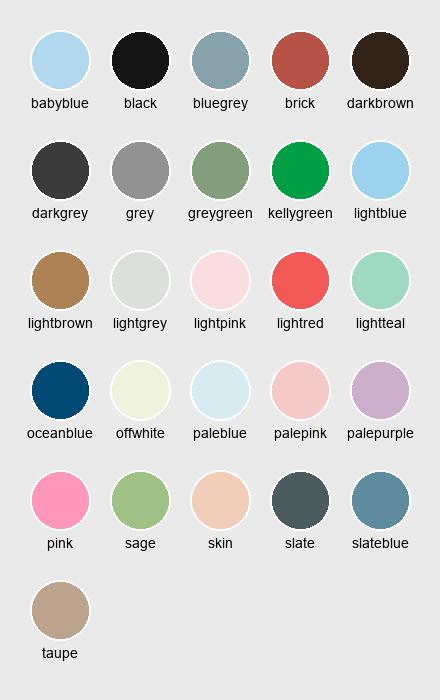 babyblue black bluegrey brick darkbrown
darkgrey grey greygreen kellygreen lightblue
lightbrown lightgrey lightpink lightred lightteal
oceanblue offwhite paleblue palepink palepurple
pink sage skin slate slateblue
taupe